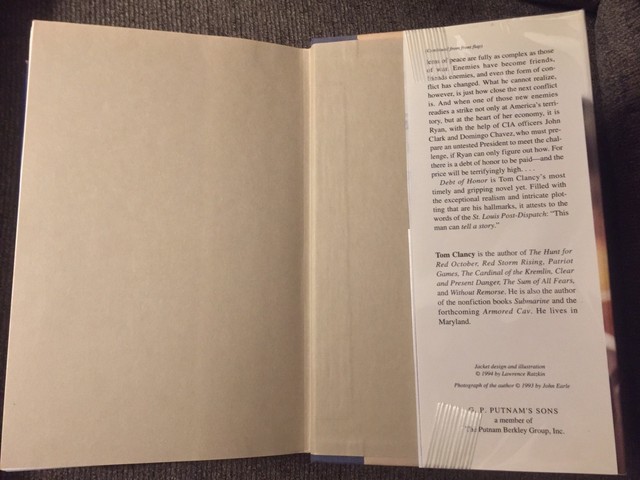 (continued from front flap)
lems of peace are fully as complex as those
of war. Enemies have become friends,
friends enemies, and even the form of con-
flict has changed. What he cannot realize,
however, is just how close the next conflict
is. And when one of those new enemies
readies a strike not only at America's terri-
tory, but at the heart of her economy, it is
Ryan, with the help of CIA officers John
Clark and Domingo Chavez, who must pre-
pare an untested President to meet the chal-
lenge, if Ryan can only figure out how. For
there is a debt of honor to be paid—and the
price will be terrifyingly high. . . .
Debt of Honor is Tom Clancy's most
timely and gripping novel yet. Filled with
the exceptional realism and intricate plot-
ting that are his hallmarks, it attests to the
words of the St. Louis Post-Dispatch: "This
man can tell a story."
Tom Clancy is the author of The Hunt for
Red October, Red Storm Rising, Patriot
Games, The Cardinal of the Kremlin, Clear
and Present Danger, The Sum of All Fears,
and Without Remorse. He is also the author
of the nonfiction books Submarine and the
forthcoming Armored Cav. He lives in
Maryland.
Jacket design and illustration
© 1994 by Lawrence Ratzkin
Photograph of the author © 1993 by John Earle
G. P. PUTNAM'S SONS
a member of
The Putnam Berkley Group, Inc.